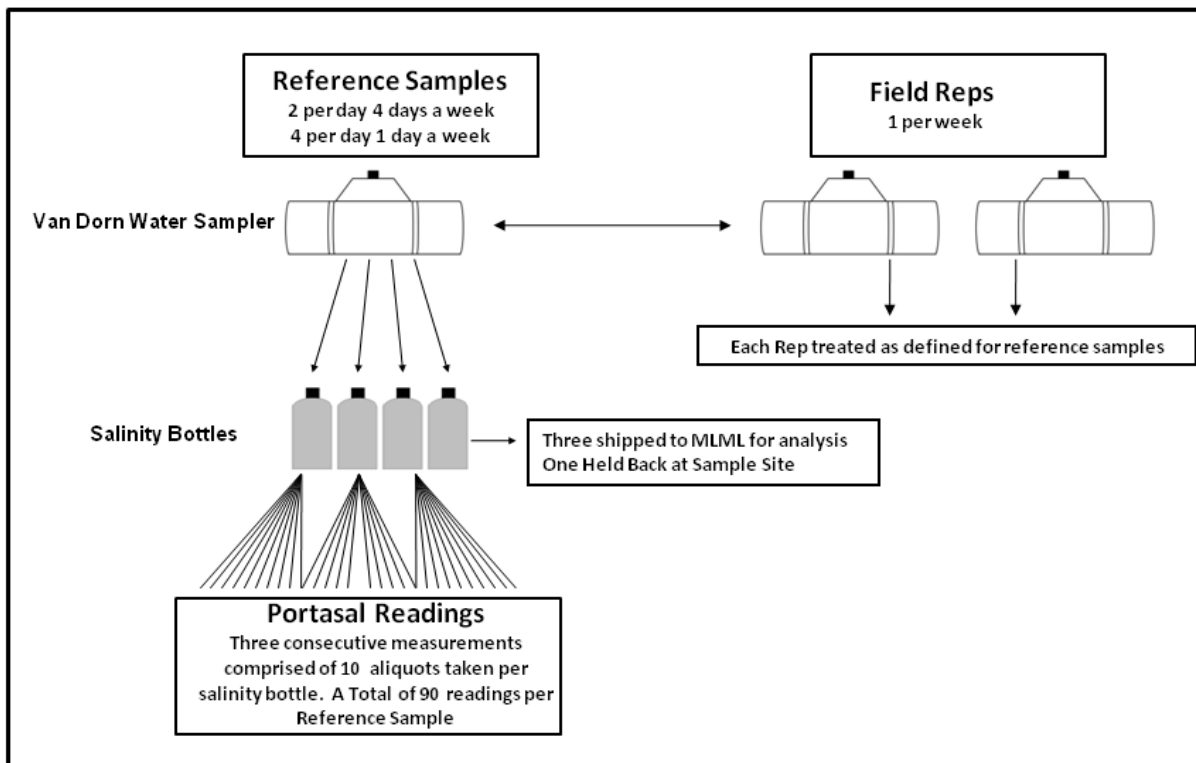 Reference Samples
2 per day 4 days a week
4 per day 1 day a week
Field Reps
1 per week
Van Dorn Water Sampler
Each Rep treated as defined for reference samples
Salinity Bottles
Three shipped to MLML for analysis
One Held Back at Sample Site
Portasal Readings
Three consecutive measurements
comprised of 10 aliquots taken per
salinity bottle. A Total of 90 readings per
Reference Sample